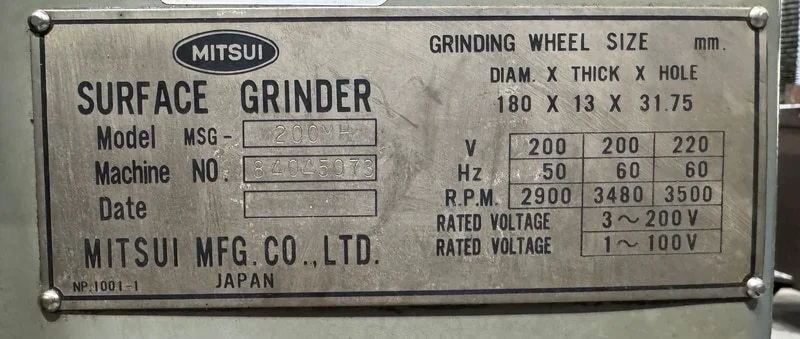 MITSUI
SURFACE GRINDER
Model MSG- 200MH
Machine NO. 84045073
Date
MITSUI MFG.CO.,LTD.
JAPAN
NP.1001-1
GRINDING WHEEL SIZE mm.
DIAM. X THICK X HOLE
180 X 13 X 31.75
V 200 200 220
Hz 50 60 60
R.P.M. 2900 3480 3500
RATED VOLTAGE 3~200V
RATED VOLTAGE 1~100V